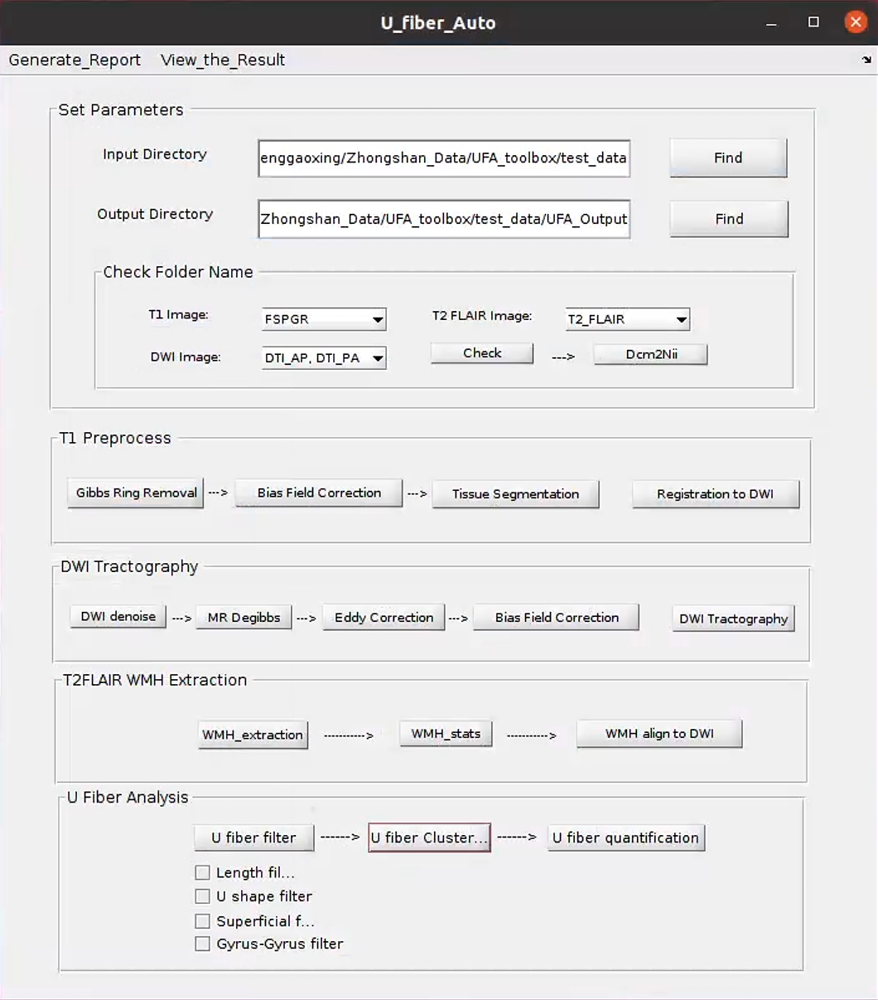 U_fiber_Auto
Generate_Report View_the_Result
Set Parameters
Input Directory enggaoxing/Zhongshan_Data/UFA_toolbox/test_data Find
Output Directory Zhongshan_Data/UFA_toolbox/test_data/UFA_Output Find
Check Folder Name
T1 Image: FSPGR T2 FLAIR Image: T2_FLAIR
DWI Image: DTI_AP, DTI_PA Check ---> Dcm2Nii
T1 Preprocess
Gibbs Ring Removal ---> Bias Field Correction ---> Tissue Segmentation Registration to DWI
DWI Tractography
DWI denoise ---> MR Degibbs ---> Eddy Correction ---> Bias Field Correction DWI Tractography
T2FLAIR WMH Extraction
WMH_extraction ----------> WMH_stats ----------> WMH align to DWI
U Fiber Analysis
U fiber filter ------> U fiber Cluster... ------> U fiber quantification
Length fil...
U shape filter
Superficial f...
Gyrus-Gyrus filter